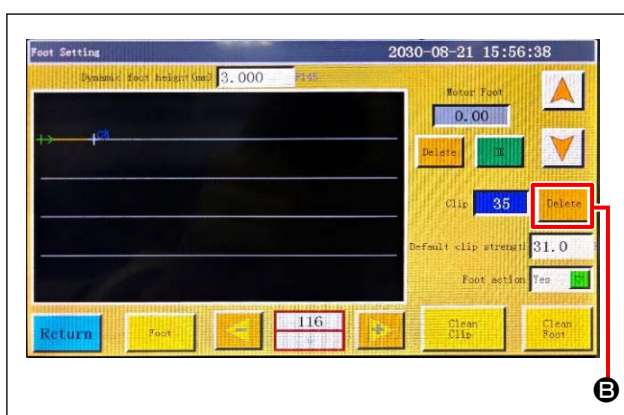 Foot Setting 2030-08-21 15:56:38
Dynamic foot height(mm) 3.000 P145
Motor Foot
0.00
Delete OK
Clip 35 Delete
Default clip strength 31.0
Foot action Yes
Return Foot 116 Clean Clip Clean Foot
B